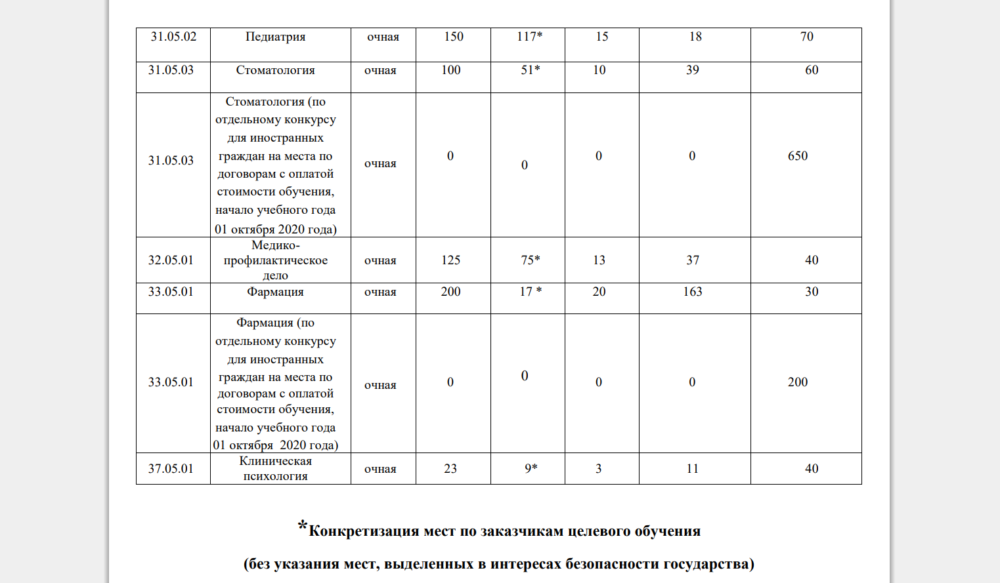 31.05.02 Педиатрия очная 150 117* 15 18 70
31.05.03 Стоматология очная 100 51* 10 39 60
Стоматология (по
отдельному конкурсу
для иностранных
31.05.03 граждан на места по очная 0 0 0 0 650
договорам с оплатой
стоимости обучения,
начало учебного года
01 октября 2020 года)
Медико-
32.05.01 профилактическое очная 125 75* 13 37 40
дело
33.05.01 Фармация очная 200 17 * 20 163 30
Фармация (по
отдельному конкурсу
для иностранных
33.05.01 граждан на места по очная 0 0 0 0 200
договорам с оплатой
стоимости обучения,
начало учебного года
01 октября 2020 года)
37.05.01 Клиническая очная 23 9* 3 11 40
психология
*Конкретизация мест по заказчикам целевого обучения
(без указания мест, выделенных в интересах безопасности государства)